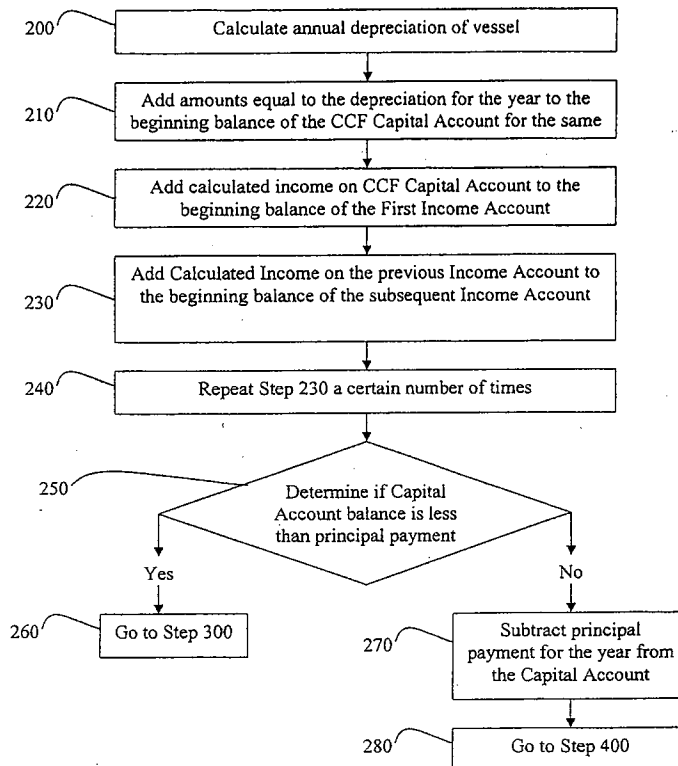 200
Calculate annual depreciation of vessel
210
Add amounts equal to the depreciation for the year to the
beginning balance of the CCF Capital Account for the same
220
Add calculated income on CCF Capital Account to the
beginning balance of the First Income Account
230
Add Calculated Income on the previous Income Account to
the beginning balance of the subsequent Income Account
240
Repeat Step 230 a certain number of times
250
Determine if Capital
Account balance is less
than principal payment
Yes
No
260
Go to Step 300
270
Subtract principal
payment for the year from
the Capital Account
280
Go to Step 400